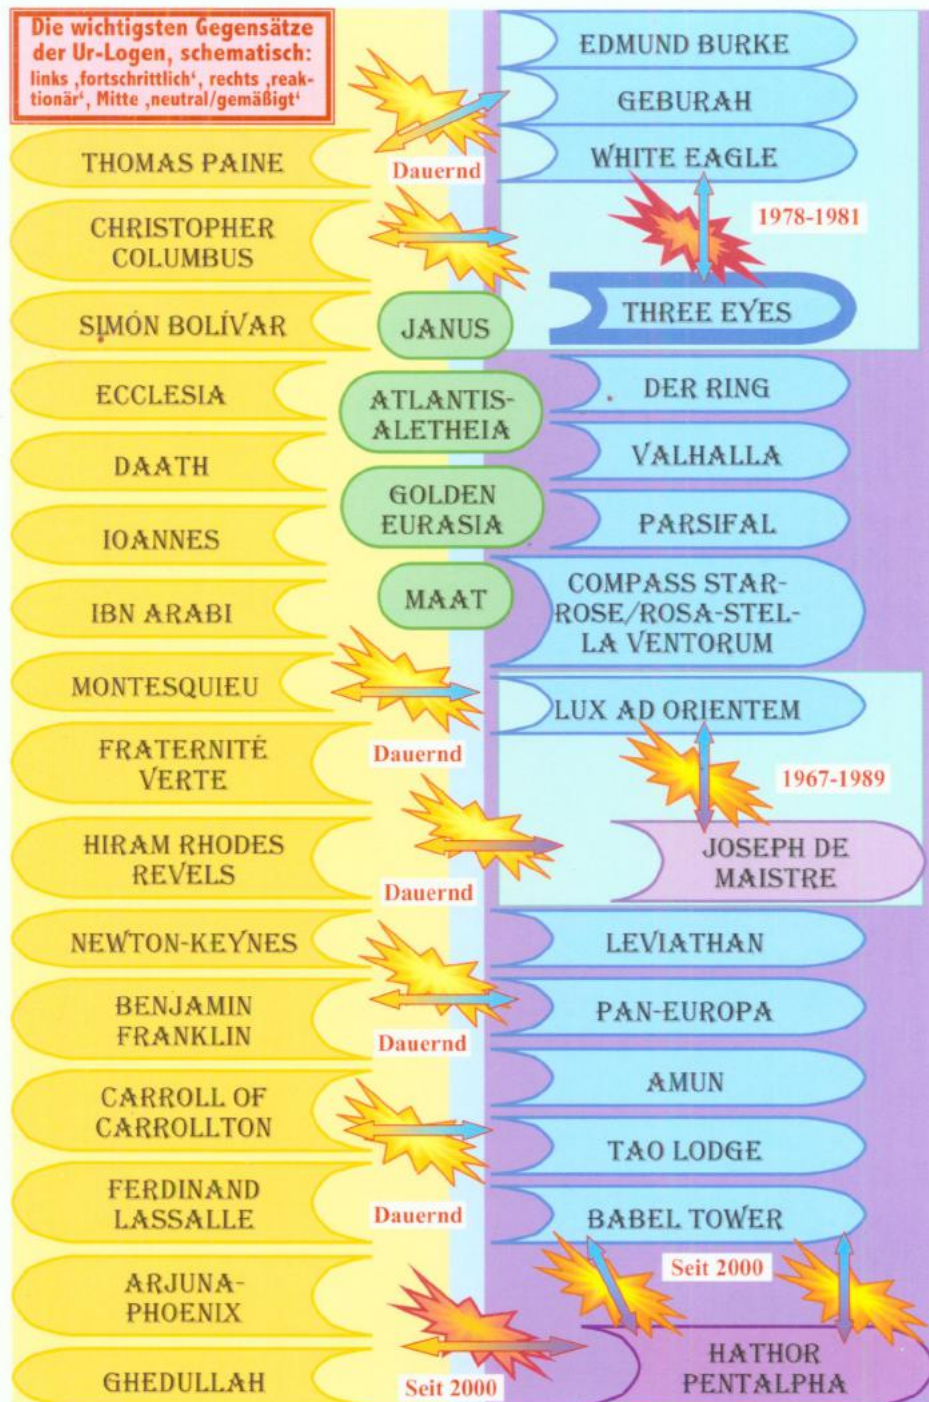 Die wichtigsten Gegensätze
der Ur-Logen, schematisch:
links ‚fortschrittlich‘, rechts ‚reak-
tionär‘, Mitte ‚neutral/gemäßigt‘
THOMAS PAINE
CHRISTOPHER
COLUMBUS
SIMÓN BOLÍVAR
ECCLESIA
DAATH
IOANNES
IBN ARABI
MONTESQUIEU
FRATERNITÉ
VERTE
HIRAM RHODES
REVELS
NEWTON-KEYNES
BENJAMIN
FRANKLIN
CARROLL OF
CARROLLTON
FERDINAND
LASSALLE
ARJUNA-
PHOENIX
GHEDULLAH
Dauernd
JANUS
ATLANTIS-
ALETHEIA
GOLDEN
EURASIA
MAAT
Dauernd
Dauernd
Dauernd
Dauernd
Seit 2000
EDMUND BURKE
GEBURAH
WHITE EAGLE
1978-1981
THREE EYES
DER RING
VALHALLA
PARSIFAL
COMPASS STAR-
ROSE/ROSA-STEL-
LA VENTORUM
LUX AD ORIENTEM
1967-1989
JOSEPH DE
MAISTRE
LEVIATHAN
PAN-EUROPA
AMUN
TAO LODGE
BABEL TOWER
Seit 2000
HATHOR
PENTALPHA